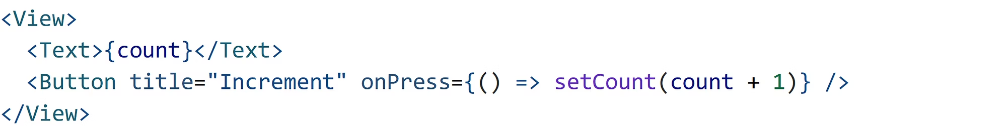 <View>
  <Text>{count}</Text>
  <Button title="Increment" onPress={() => setCount(count + 1)} />
</View>